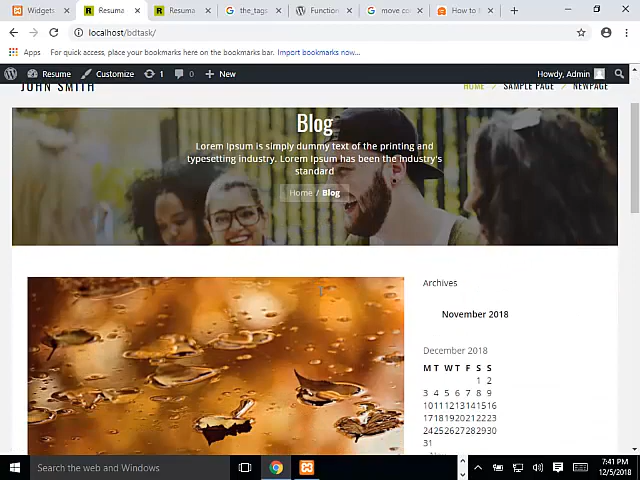 Widgets
Resuma
Resuma
the_tags
Function
move co
How to
localhost/bdtask/
Apps For quick access, place your bookmarks here on the bookmarks bar. Import bookmarks now...
Resume Customize 1 0 New Howdy, Admin
JOHN SMITH HOME / SAMPLE PAGE / NEWPAGE
Blog
Lorem Ipsum is simply dummy text of the printing and
typesetting industry. Lorem Ipsum has been the industry's
standard
Home / Blog
Archives
November 2018
December 2018
M T W T F S S
1 2
3 4 5 6 7 8 9
10 11 12 13 14 15 16
17 18 19 20 21 22 23
24 25 26 27 28 29 30
31
Search the web and Windows
7:41 PM
12/5/2018